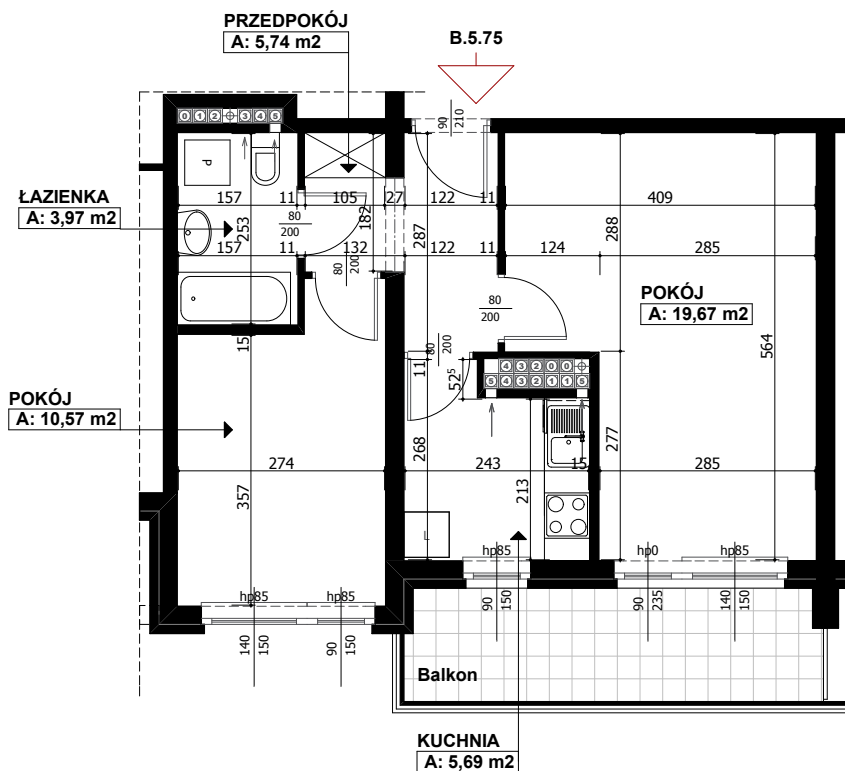 PRZEDPOKÓJ
A: 5,74 m2
B.5.75
90
210
0 1 2 3 4 5
P
ŁAZIENKA
A: 3,97 m2
157 11 105 27 122 11 409
80
200
253
182
287
288
157 11 132 122 11 124 285
80
200
80
200
POKÓJ
A: 19,67 m2
564
15
80
200
11
52⁵
4 3 2 0 0
5 4 3 2 1 1 5
POKÓJ
A: 10,57 m2
268
277
274 243 15 285
357
213
L
hp85 hp0 hp85
hp85 hp85
90
150
90
235
140
150
140
150
90
150
Balkon
KUCHNIA
A: 5,69 m2